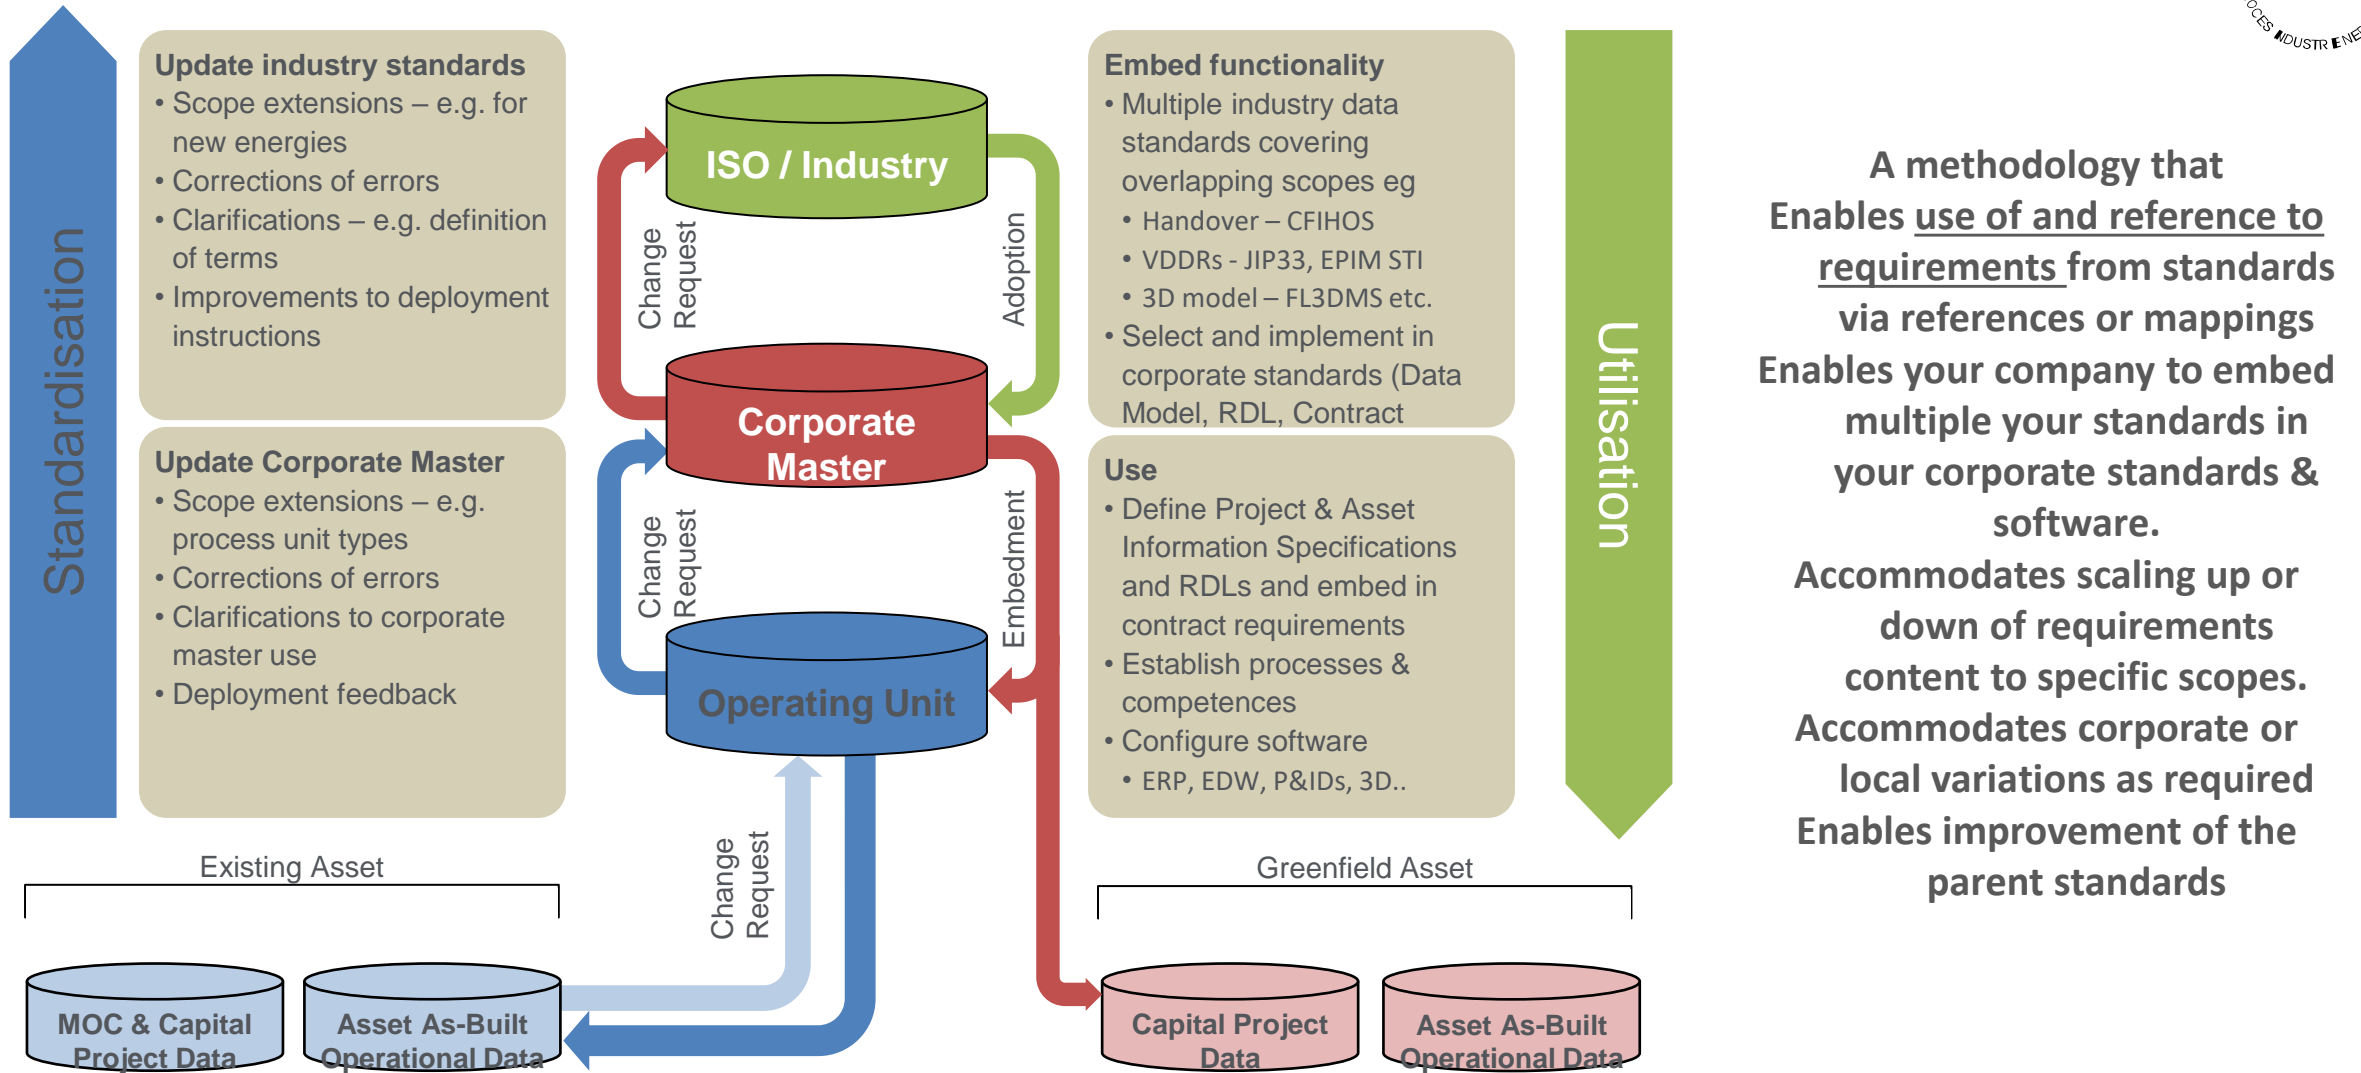 Standardisation
Update industry standards
• Scope extensions – e.g. for
new energies
• Corrections of errors
• Clarifications – e.g. definition
of terms
• Improvements to deployment
instructions
Update Corporate Master
• Scope extensions – e.g.
process unit types
• Corrections of errors
• Clarifications to corporate
master use
• Deployment feedback
ISO / Industry
Change
Request
Adoption
Corporate
Master
Change
Request
Embedment
Operating Unit
Change
Request
Embed functionality
• Multiple industry data
standards covering
overlapping scopes eg
• Handover – CFIHOS
• VDDRs - JIP33, EPIM STI
• 3D model – FL3DMS etc.
• Select and implement in
corporate standards (Data
Model, RDL, Contract
Use
• Define Project & Asset
Information Specifications
and RDLs and embed in
contract requirements
• Establish processes &
competences
• Configure software
• ERP, EDW, P&IDs, 3D..
Utilisation
A methodology that
Enables use of and reference to
requirements from standards
via references or mappings
Enables your company to embed
multiple your standards in
your corporate standards &
software.
Accommodates scaling up or
down of requirements
content to specific scopes.
Accommodates corporate or
local variations as required
Enables improvement of the
parent standards
Existing Asset
MOC & Capital
Project Data
Asset As-Built
Operational Data
Greenfield Asset
Capital Project
Data
Asset As-Built
Operational Data